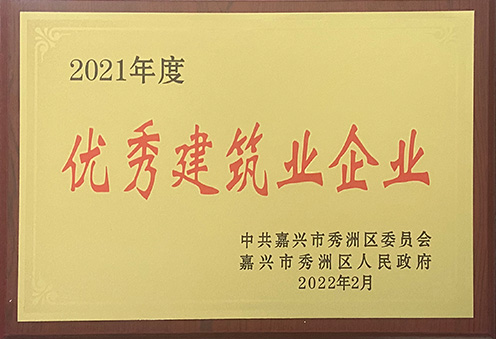 2021年度
优秀建筑业企业
中共嘉兴市秀洲区委员会
嘉兴市秀洲区人民政府
2022年2月